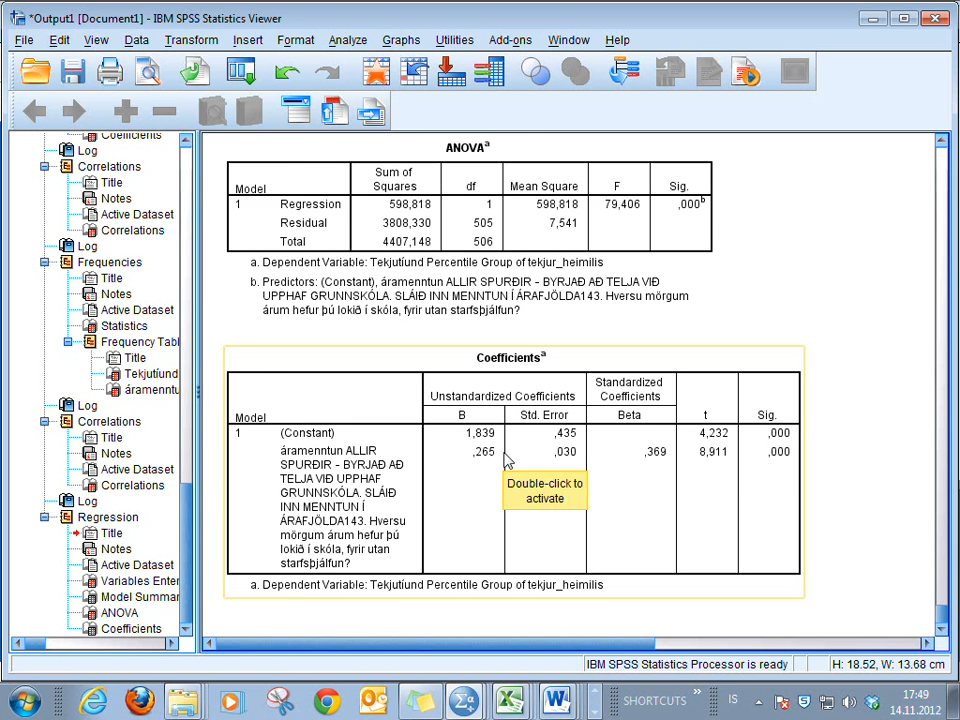 *Output1 [Document1] - IBM SPSS Statistics Viewer
File Edit View Data Transform Insert Format Analyze Graphs Utilities Add-ons Window Help
Coefficients
Log
Correlations
Title
Notes
Active Dataset
Correlations
Log
Frequencies
Title
Notes
Active Dataset
Statistics
Frequency Tabl
Title
Tekjutíund
áramenntu
Log
Correlations
Title
Notes
Active Dataset
Correlations
Log
Regression
Title
Notes
Active Dataset
Variables Enter
Model Summar
ANOVA
Coefficients
ANOVAa
Model Sum of Squares df Mean Square F Sig.
1 Regression 598,818 1 598,818 79,406 ,000b
Residual 3808,330 505 7,541
Total 4407,148 506
a. Dependent Variable: Tekjutíund Percentile Group of tekjur_heimilis
b. Predictors: (Constant), áramenntun ALLIR SPURÐIR - BYRJAÐ AÐ TELJA VIÐ
UPPHAF GRUNNSKÓLA. SLÁIÐ INN MENNTUN Í ÁRAFJÖLDA143. Hversu mörgum
árum hefur þú lokið í skóla, fyrir utan starfsþjálfun?
Coefficientsa
Unstandardized Coefficients Standardized Coefficients
Model B Std. Error Beta t Sig.
1 (Constant) 1,839 ,435 4,232 ,000
áramenntun ALLIR ,265 ,030 ,369 8,911 ,000
SPURÐIR - BYRJAÐ AÐ
TELJA VIÐ UPPHAF
GRUNNSKÓLA. SLÁIÐ
INN MENNTUN Í
ÁRAFJÖLDA143. Hversu
mörgum árum hefur þú
lokið í skóla, fyrir utan
starfsþjálfun?
Double-click to
activate
a. Dependent Variable: Tekjutíund Percentile Group of tekjur_heimilis
IBM SPSS Statistics Processor is ready H: 18.52, W: 13.68 cm
SHORTCUTS » IS 17:49
14.11.2012